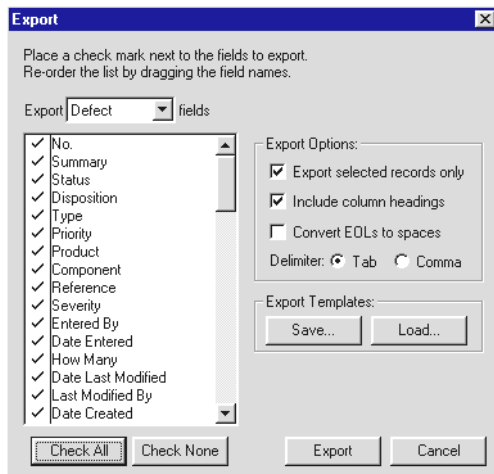 Export
Place a check mark next to the fields to export.
Re-order the list by dragging the field names.
Export Defect fields
No.
Summary
Status
Disposition
Type
Priority
Product
Component
Reference
Severity
Entered By
Date Entered
How Many
Date Last Modified
Last Modified By
Date Created
Export Options:
Export selected records only
Include column headings
Convert EOLs to spaces
Delimiter: Tab Comma
Export Templates:
Save... Load...
Check All Check None Export Cancel